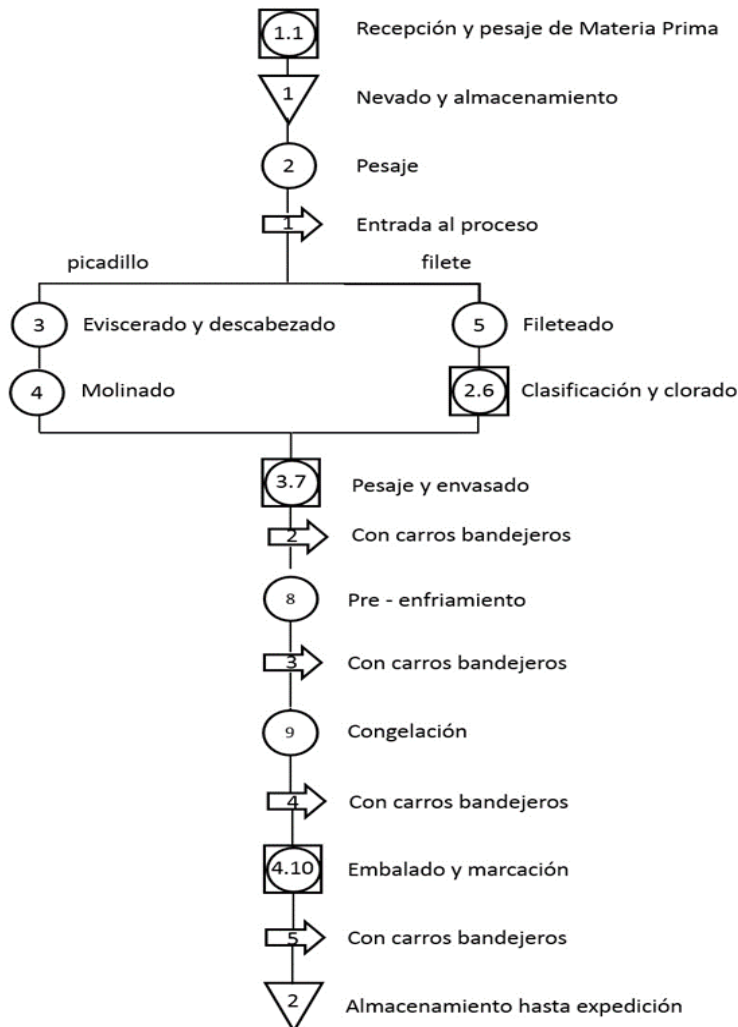 1.1 Recepción y pesaje de Materia Prima
1 Nevado y almacenamiento
2 Pesaje
1 Entrada al proceso
picadillo filete
3 Eviscerado y descabezado 5 Fileteado
4 Molinado 2.6 Clasificación y clorado
3.7 Pesaje y envasado
2 Con carros bandejeros
8 Pre - enfriamiento
3 Con carros bandejeros
9 Congelación
4 Con carros bandejeros
4.10 Embalado y marcación
5 Con carros bandejeros
2 Almacenamiento hasta expedición